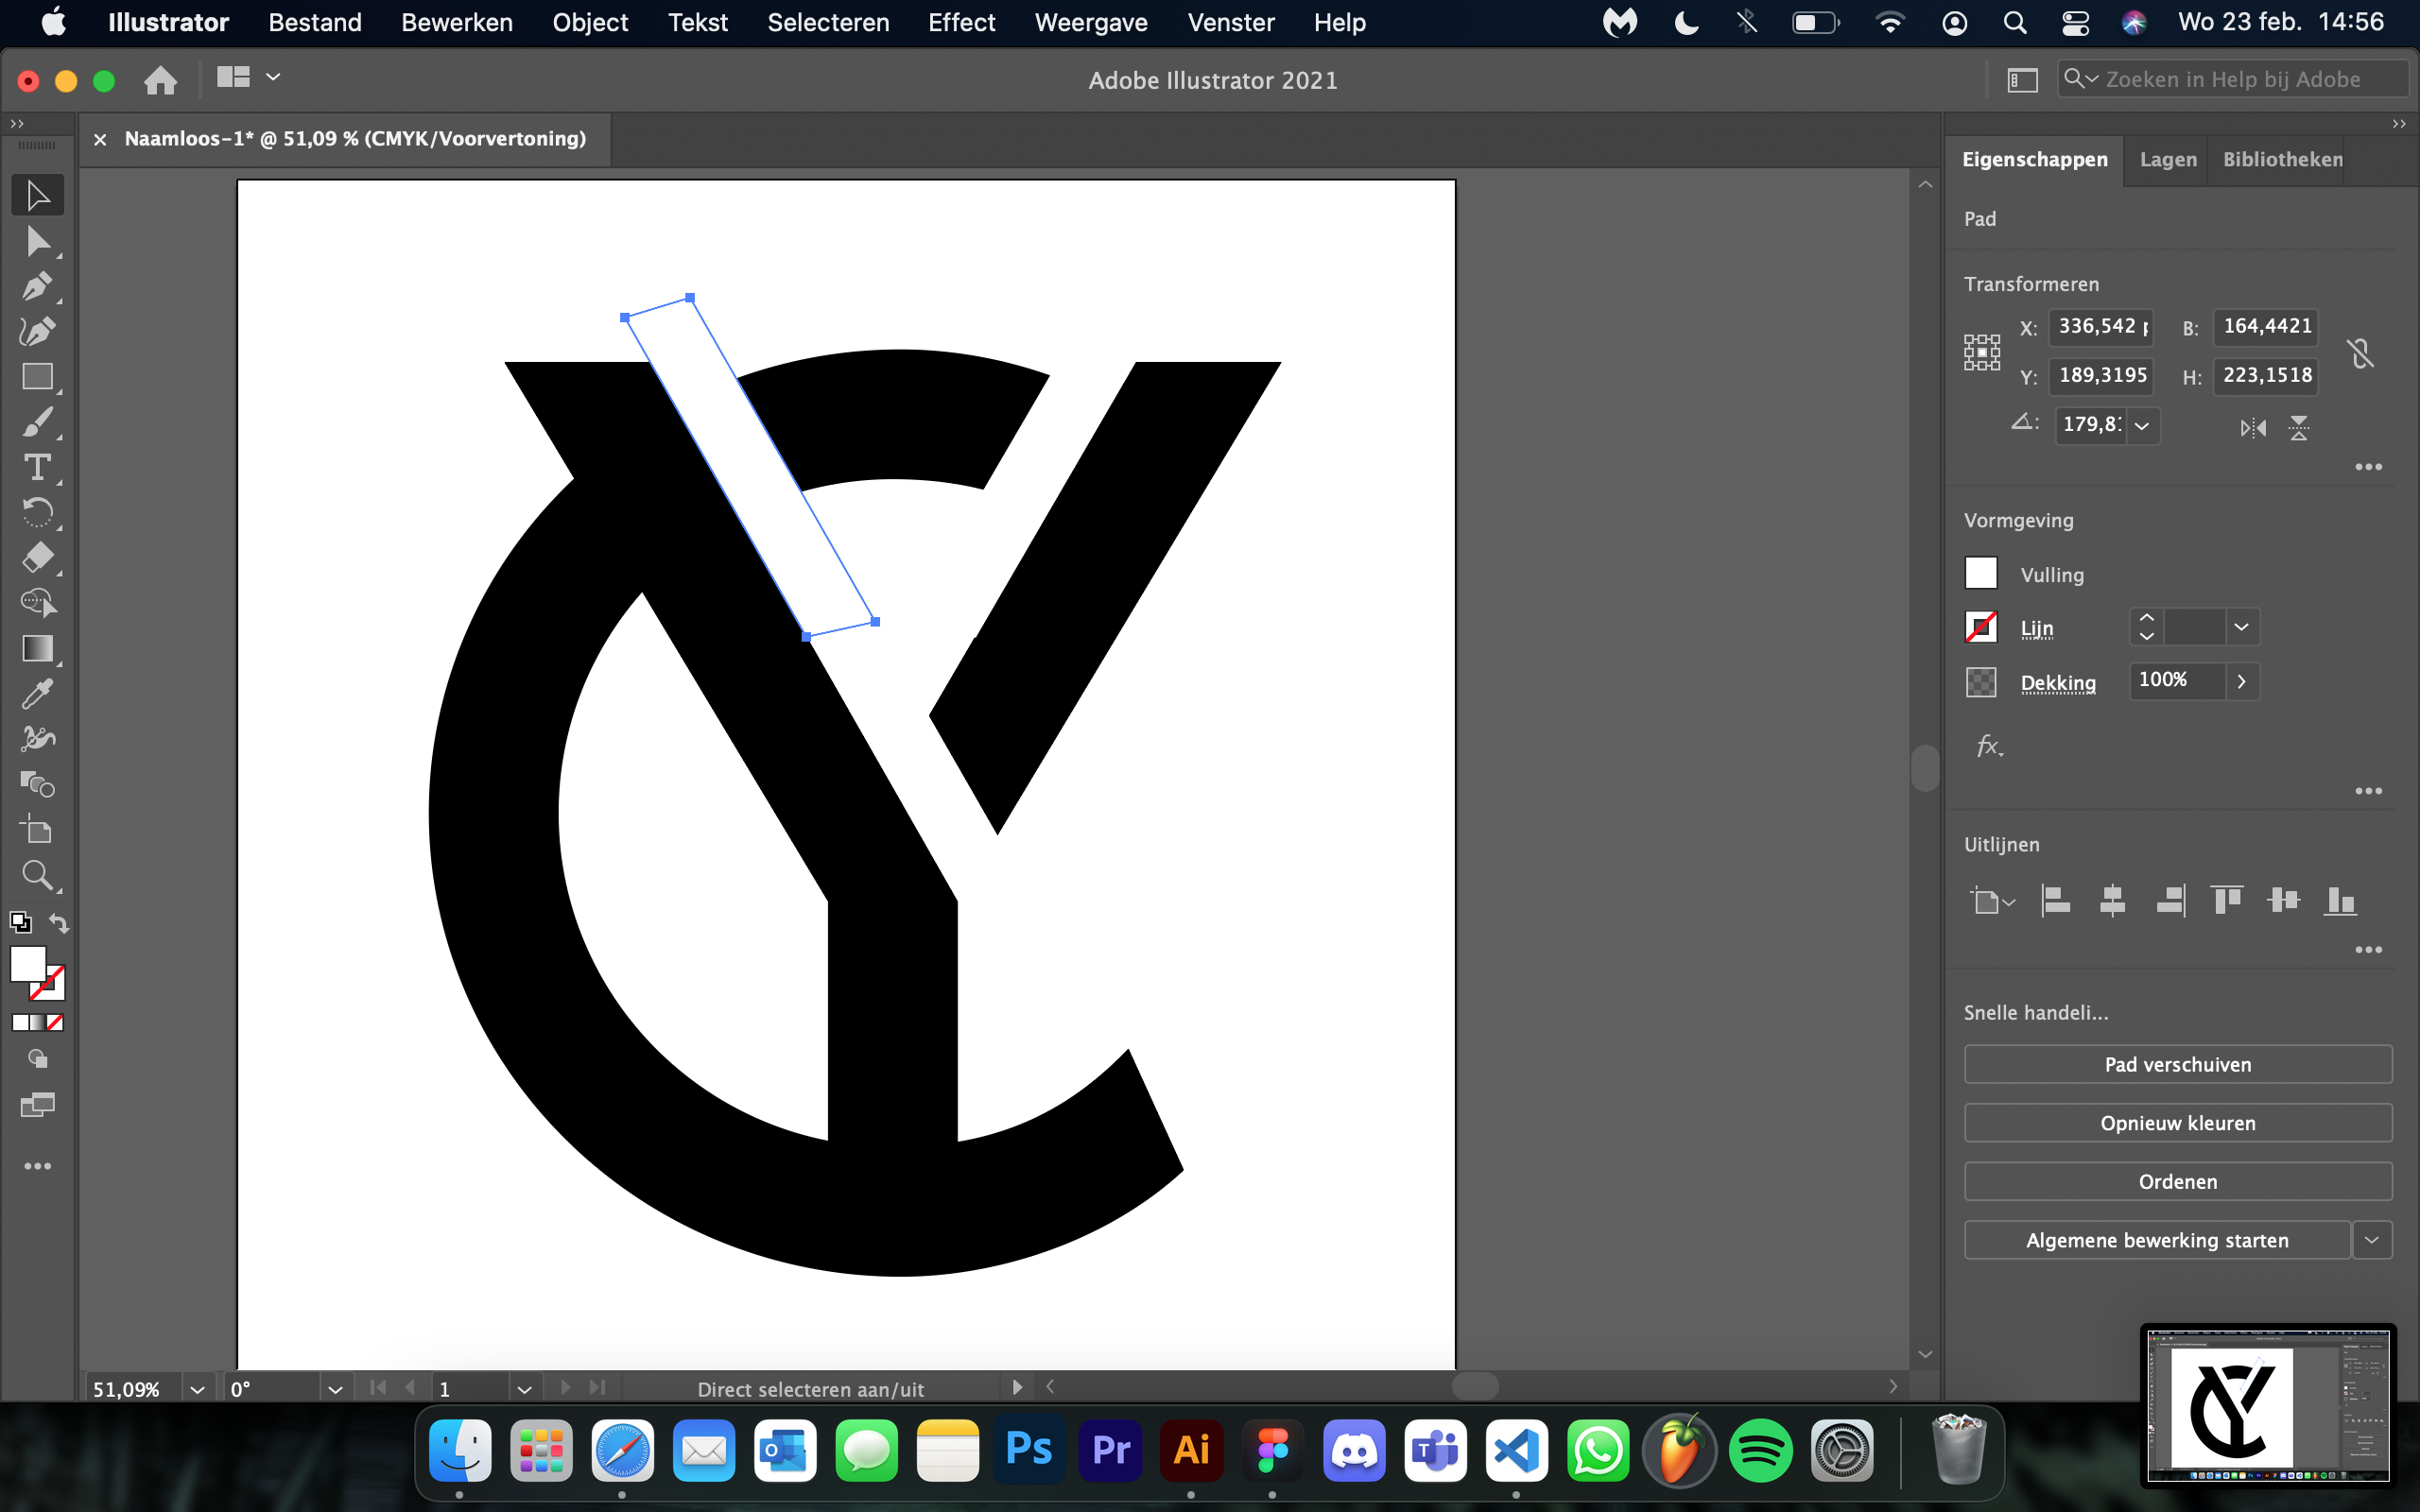 Illustrator Bestand Bewerken Object Tekst Selecteren Effect Weergave Venster Help Wo 23 feb. 14:56
Adobe Illustrator 2021
Zoeken in Help bij Adobe
Naamloos-1* @ 51,09 % (CMYK/Voorvertoning)
Eigenschappen Lagen Bibliotheken
Pad
Transformeren
X: 336,542 B: 164,4421
Y: 189,3195 H: 223,1518
179,8
Vormgeving
Vulling
Lijn
Dekking 100%
fx.
Uitlijnen
Snelle handeli...
Pad verschuiven
Opnieuw kleuren
Ordenen
Algemene bewerking starten
51,09% 0° 1 Direct selecteren aan/uit
Ps Pr Ai